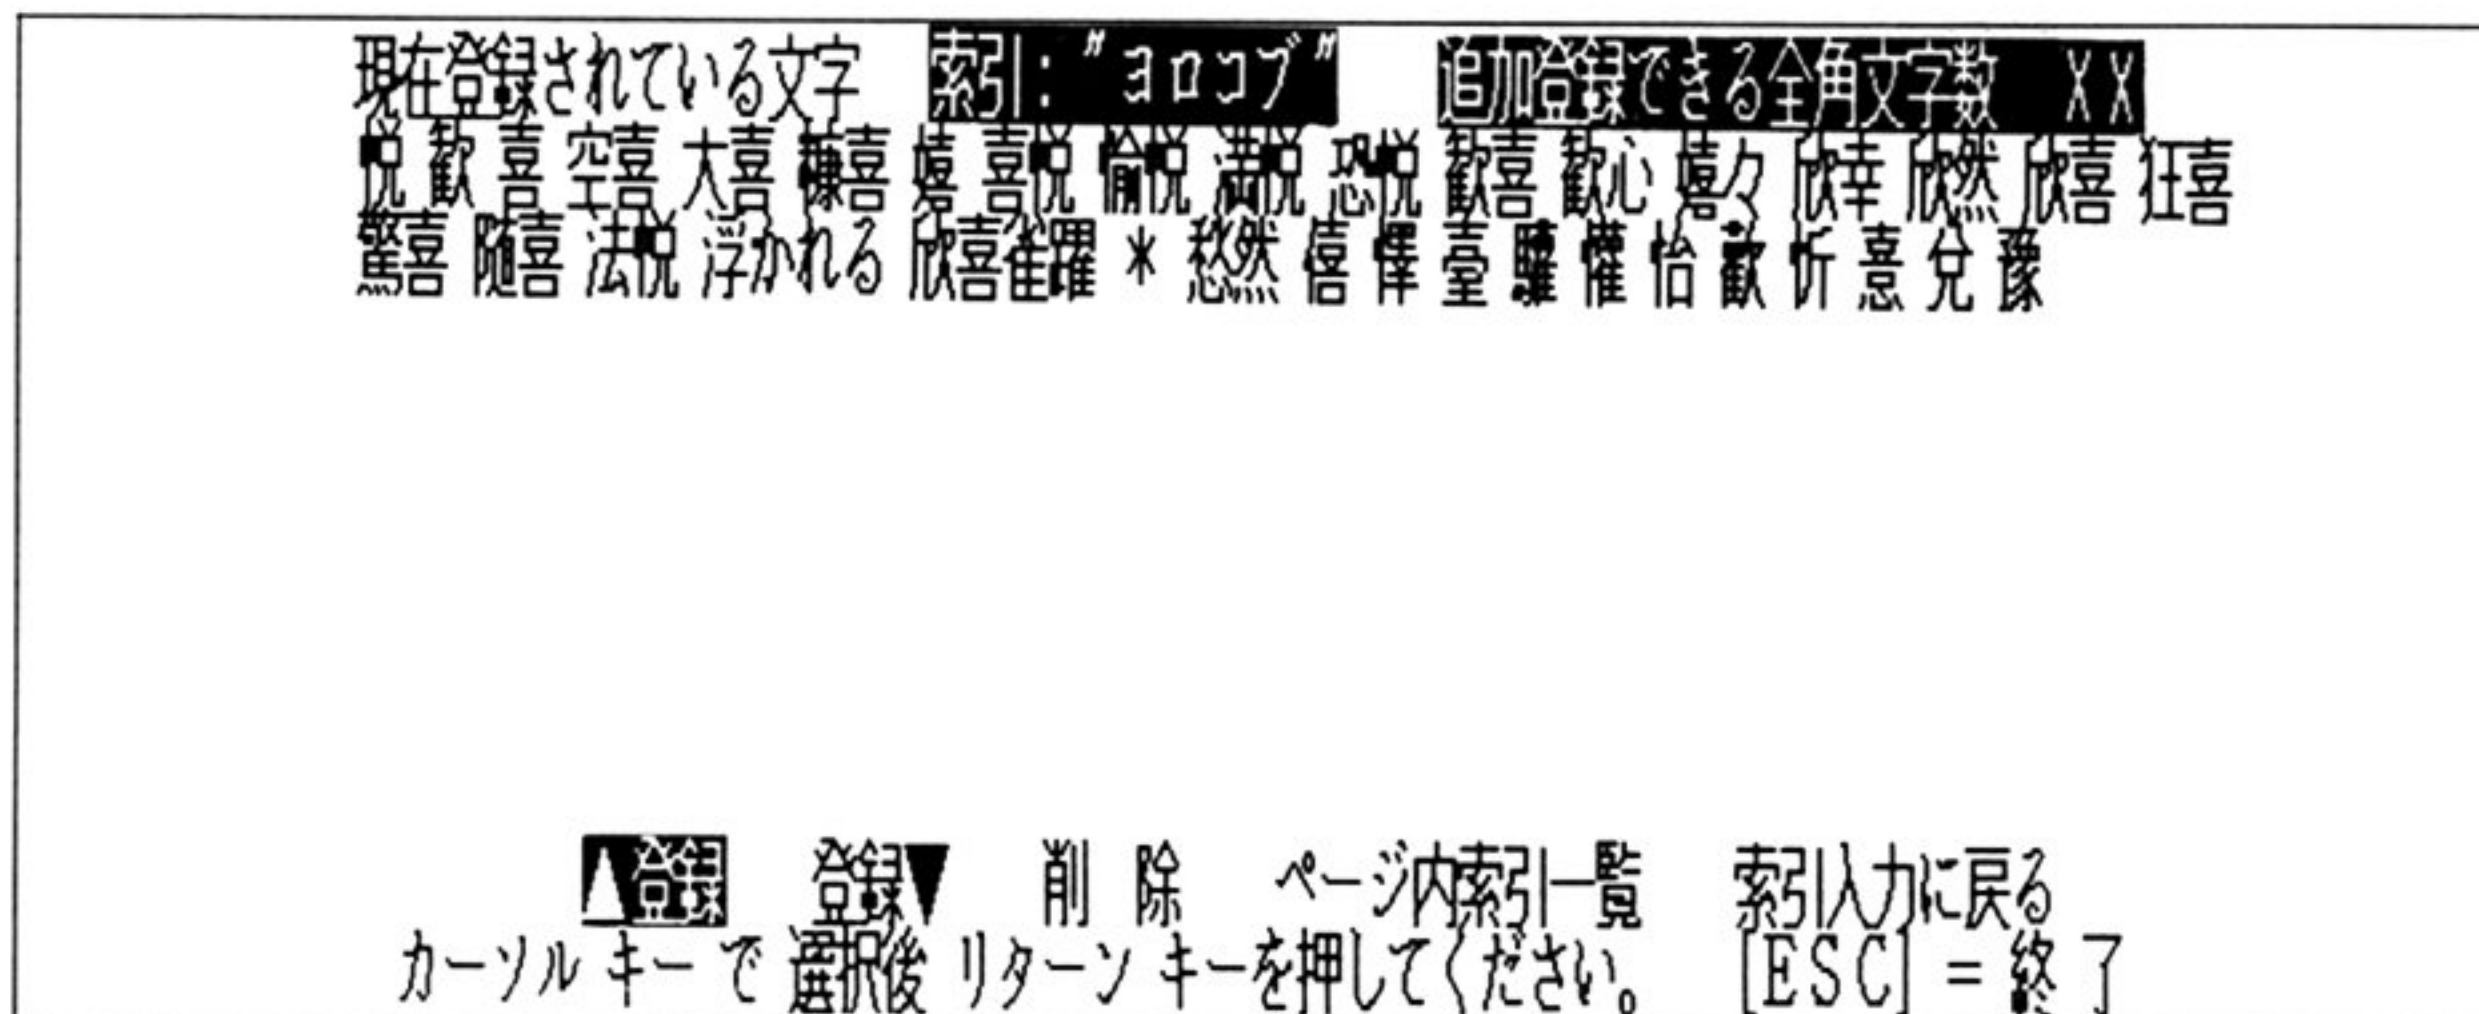 現在登録されている文字 索引："ヨロコブ" 追加登録できる全角文字数 XX
悦 歓 喜 空喜 大喜 糠喜 嬉 喜悦 愉悦 満悦 恐悦 歓喜 歓心 嬉々 欣幸 欣然 欣喜 狂喜
驚喜 随喜 法悦 浮かれる 欣喜雀躍 * 愁然 僖 懌 驩 懽 怡 歡 忻 憙 兌 豫
▲登録 登録▼ 削 除 ページ内索引一覧 索引入力に戻る
カーソル キー で 選択後 リターン キーを押してください。 [ESC] = 終 了